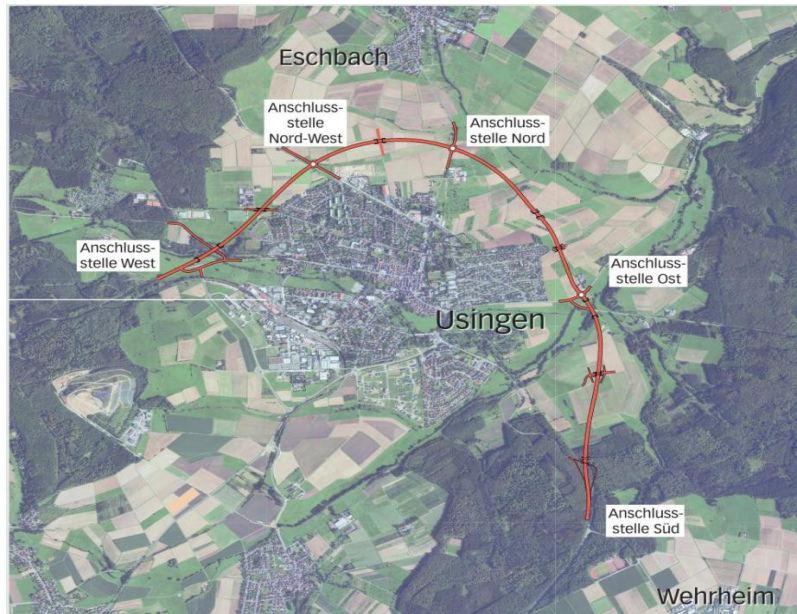 Eschbach
Anschluss-
stelle
Nord-West
Anschluss-
stelle Nord
Anschluss-
stelle West
Anschluss-
stelle Ost
Usingen
Anschluss-
stelle Süd
Wehrheim